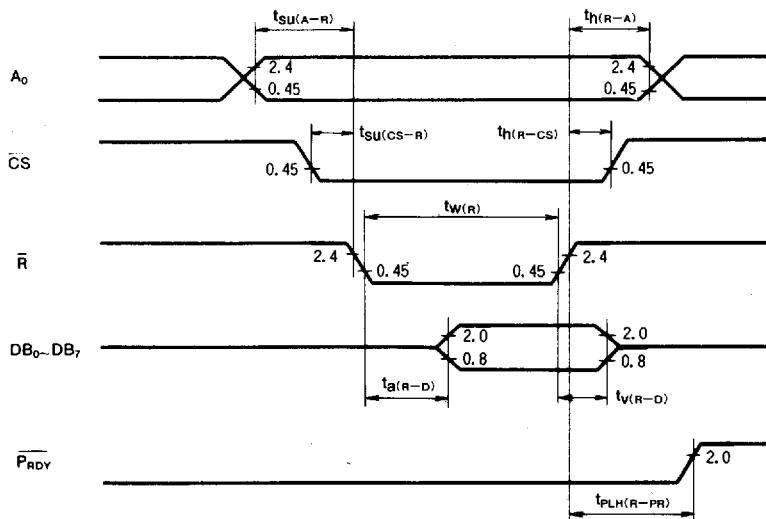 tsu(A−R)
th(R−A)
A0
2.4
0.45
2.4
0.45
tsu(CS−R)
th(R−CS)
CS
0.45
0.45
tw(R)
R
2.4
0.45
0.45
2.4
DB0~DB7
2.0
0.8
2.0
0.8
ta(R−D)
tv(R−D)
PRDY
2.0
tPLH(R−PR)